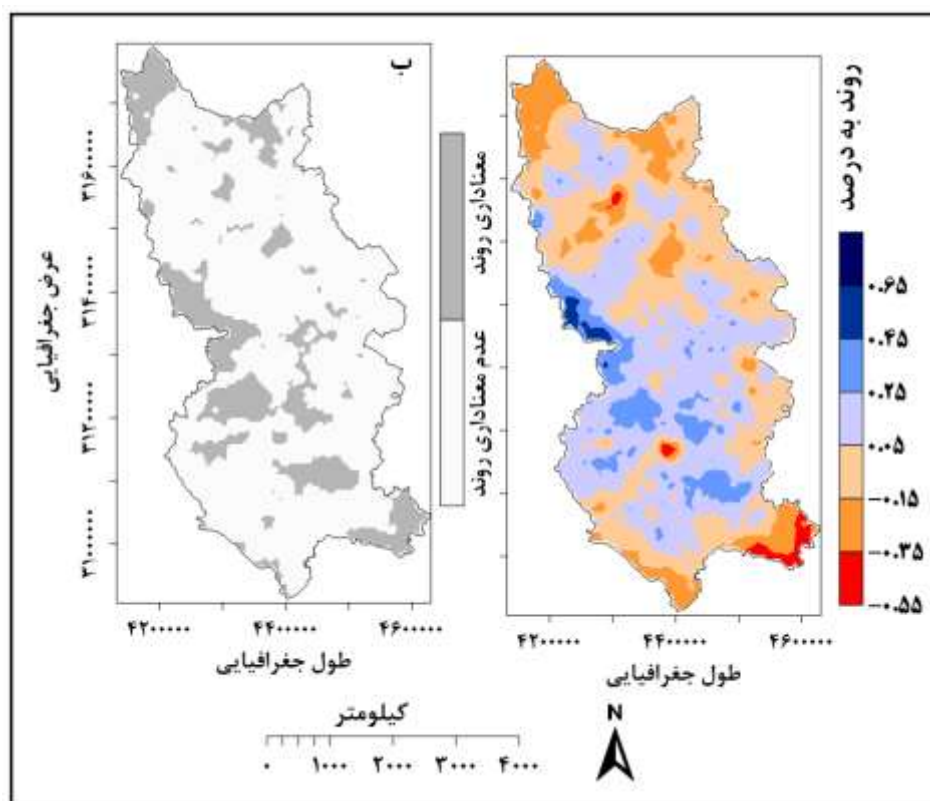 ب
روند به درصد
۰.۶۵
۰.۴۵
۰.۲۵
۰.۰۵
-۰.۱۵
-۰.۳۵
-۰.۵۵
معناداری روند
عدم معناداری روند
عرض جغرافیایی
۳۱۶۰۰۰۰
۳۱۴۰۰۰۰
۳۱۲۰۰۰۰
۳۱۰۰۰۰۰
۴۲۰۰۰۰۰
۴۴۰۰۰۰۰
۴۶۰۰۰۰۰
طول جغرافیایی
۴۲۰۰۰۰۰
۴۴۰۰۰۰۰
۴۶۰۰۰۰۰
طول جغرافیایی
کیلومتر
۰ ۱۰۰۰ ۲۰۰۰ ۳۰۰۰ ۴۰۰۰
N